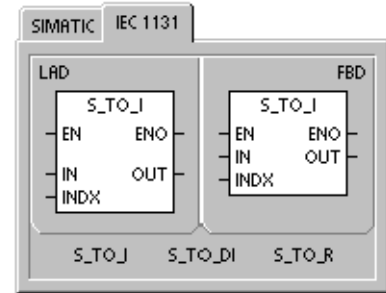 SIMATIC IEC 1131
LAD FBD
S_TO_I S_TO_I
EN ENO EN ENO
IN OUT IN OUT
INDX INDX
S_TO_I S_TO_DI S_TO_R